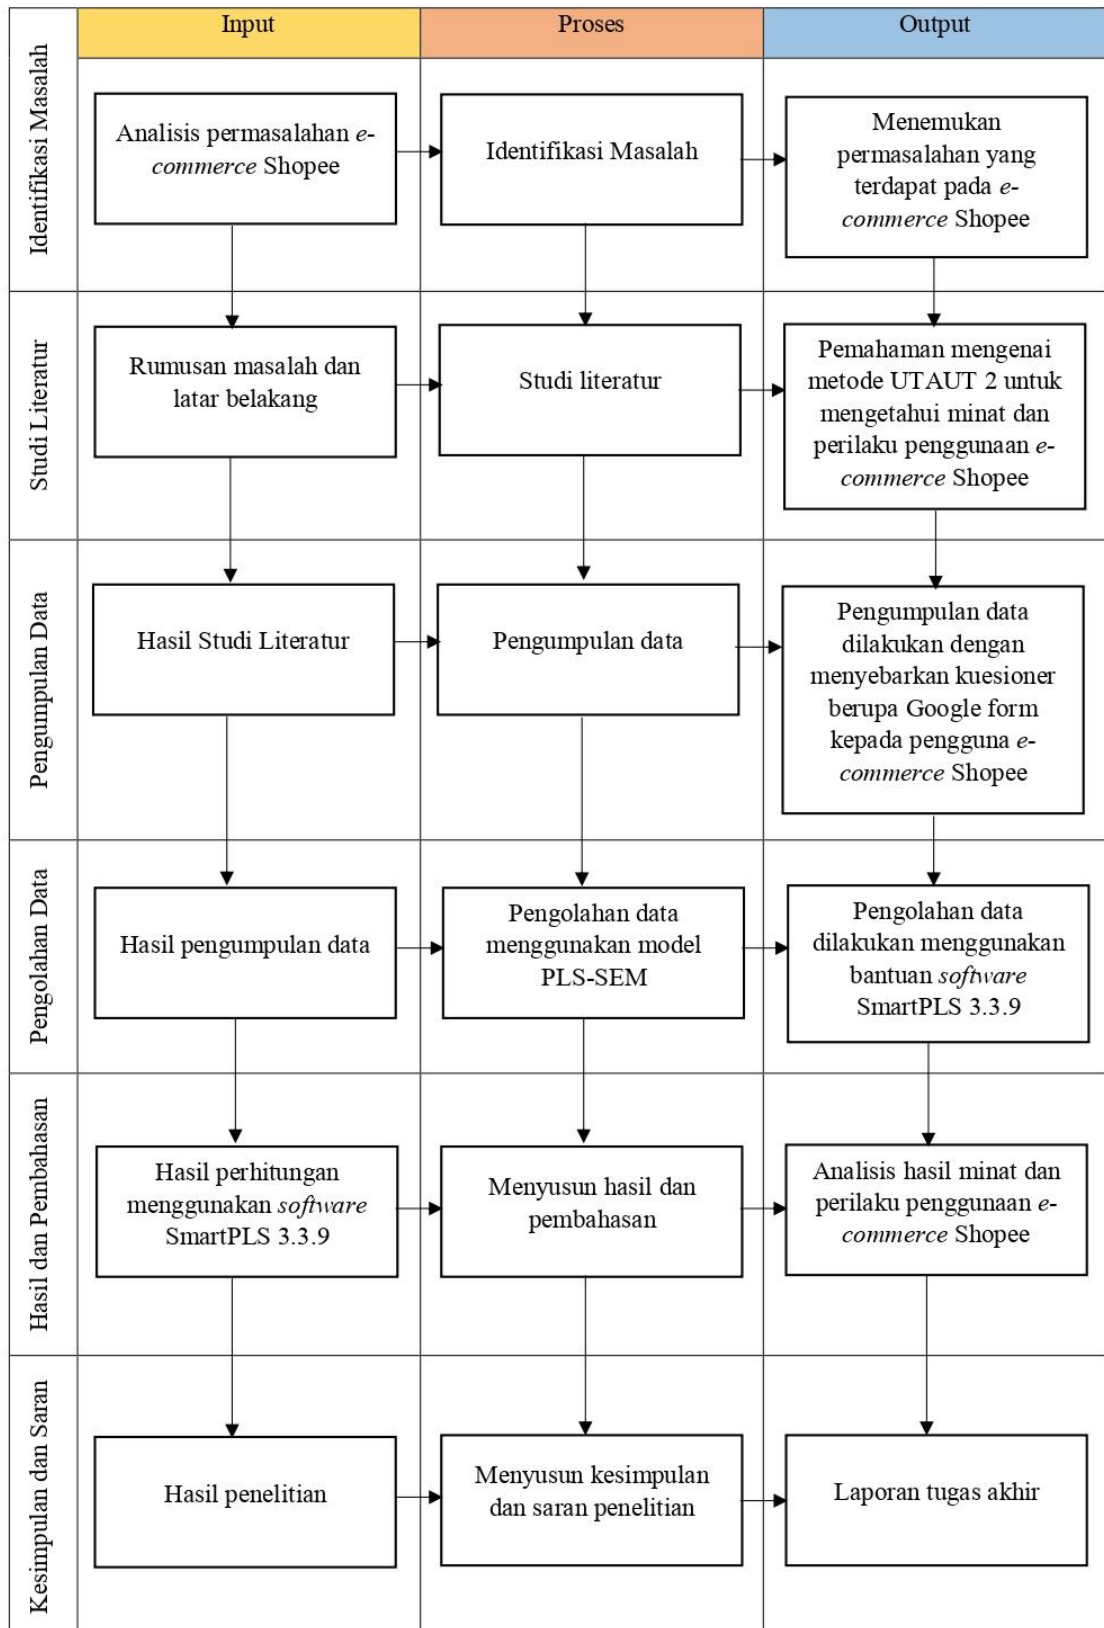 Input
Proses
Output
Identifikasi Masalah
Analisis permasalahan e-
commerce Shopee
Identifikasi Masalah
Menemukan
permasalahan yang
terdapat pada e-
commerce Shopee
Studi Literatur
Rumusan masalah dan
latar belakang
Studi literatur
Pemahaman mengenai
metode UTAUT 2 untuk
mengetahui minat dan
perilaku penggunaan e-
commerce Shopee
Pengumpulan Data
Hasil Studi Literatur
Pengumpulan data
Pengumpulan data
dilakukan dengan
menyebarkan kuesioner
berupa Google form
kepada pengguna e-
commerce Shopee
Pengolahan Data
Hasil pengumpulan data
Pengolahan data
menggunakan model
PLS-SEM
Pengolahan data
dilakukan menggunakan
bantuan software
SmartPLS 3.3.9
Hasil dan Pembahasan
Hasil perhitungan
menggunakan software
SmartPLS 3.3.9
Menyusun hasil dan
pembahasan
Analisis hasil minat dan
perilaku penggunaan e-
commerce Shopee
Kesimpulan dan Saran
Hasil penelitian
Menyusun kesimpulan
dan saran penelitian
Laporan tugas akhir